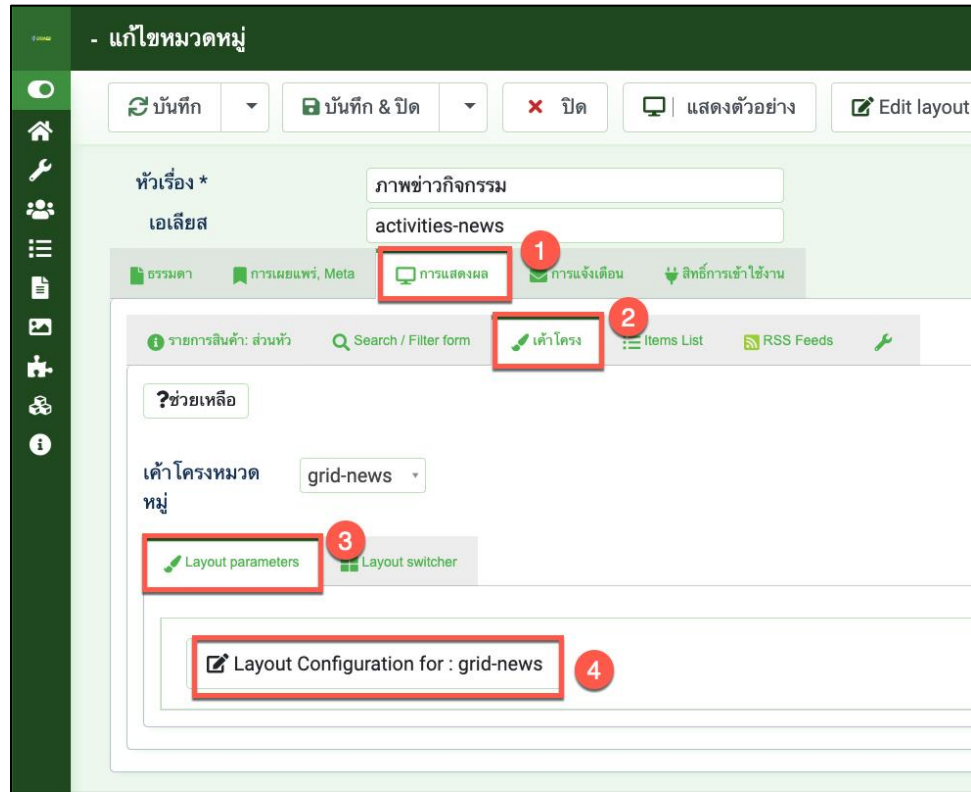 - แก้ไขหมวดหมู่
บันทึก บันทึก & ปิด ปิด แสดงตัวอย่าง Edit layout
หัวเรื่อง * ภาพข่าวกิจกรรม
เอเลียส activities-news
1
ธรรมดา การเผยแพร่, Meta การแสดงผล การแจ้งเตือน สิทธิ์การเข้าใช้งาน
2
รายการสินค้า: ส่วนหัว Search / Filter form เค้าโครง Items List RSS Feeds
?ช่วยเหลือ
เค้าโครงหมวด grid-news
หมู่
3
Layout parameters Layout switcher
Layout Configuration for : grid-news 4